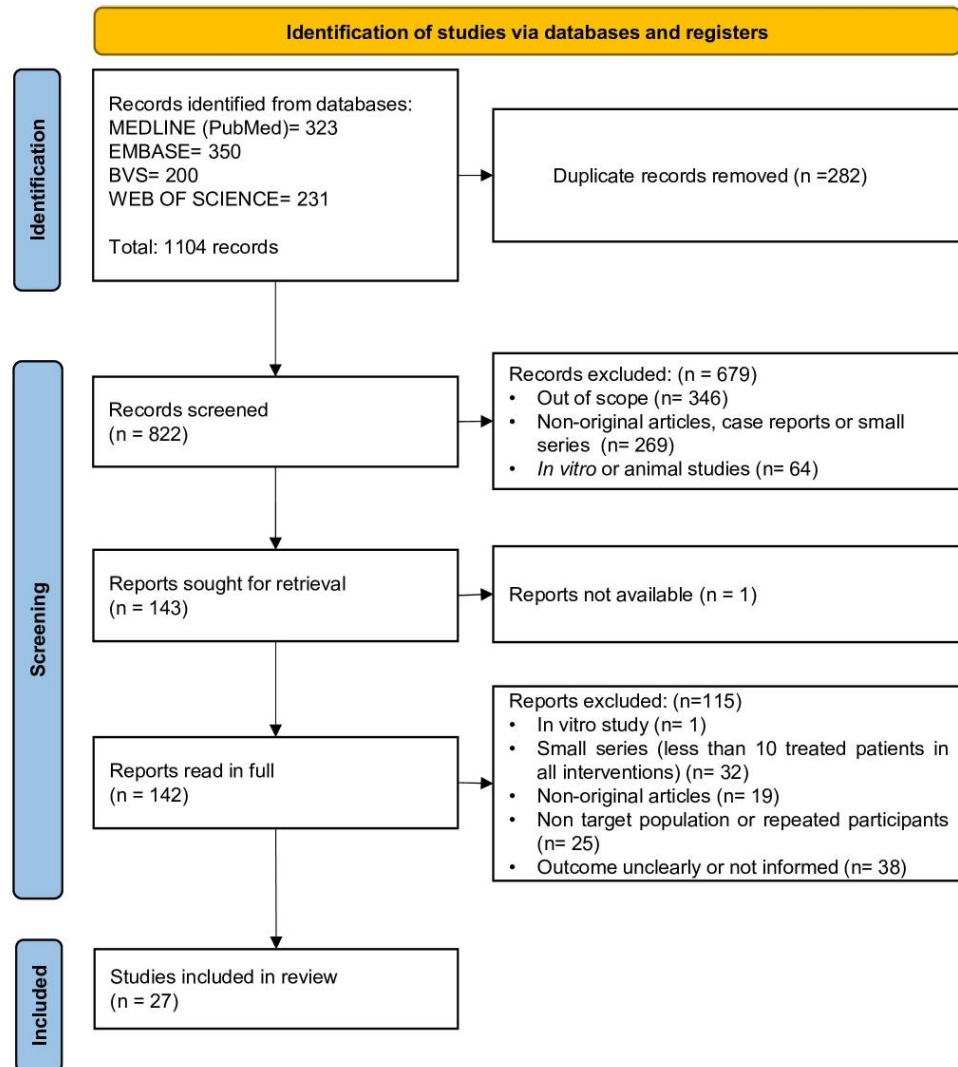 Identification of studies via databases and registers
Identification
Records identified from databases:
MEDLINE (PubMed)= 323
EMBASE= 350
BVS= 200
WEB OF SCIENCE= 231
Total: 1104 records
Duplicate records removed (n =282)
Screening
Records screened
(n = 822)
Records excluded: (n = 679)
• Out of scope (n= 346)
• Non-original articles, case reports or small
series (n= 269)
• In vitro or animal studies (n= 64)
Reports sought for retrieval
(n = 143)
Reports not available (n = 1)
Reports read in full
(n = 142)
Reports excluded: (n=115)
• In vitro study (n= 1)
• Small series (less than 10 treated patients in
all interventions) (n= 32)
• Non-original articles (n= 19)
• Non target population or repeated participants
(n= 25)
• Outcome unclearly or not informed (n= 38)
Included
Studies included in review
(n = 27)